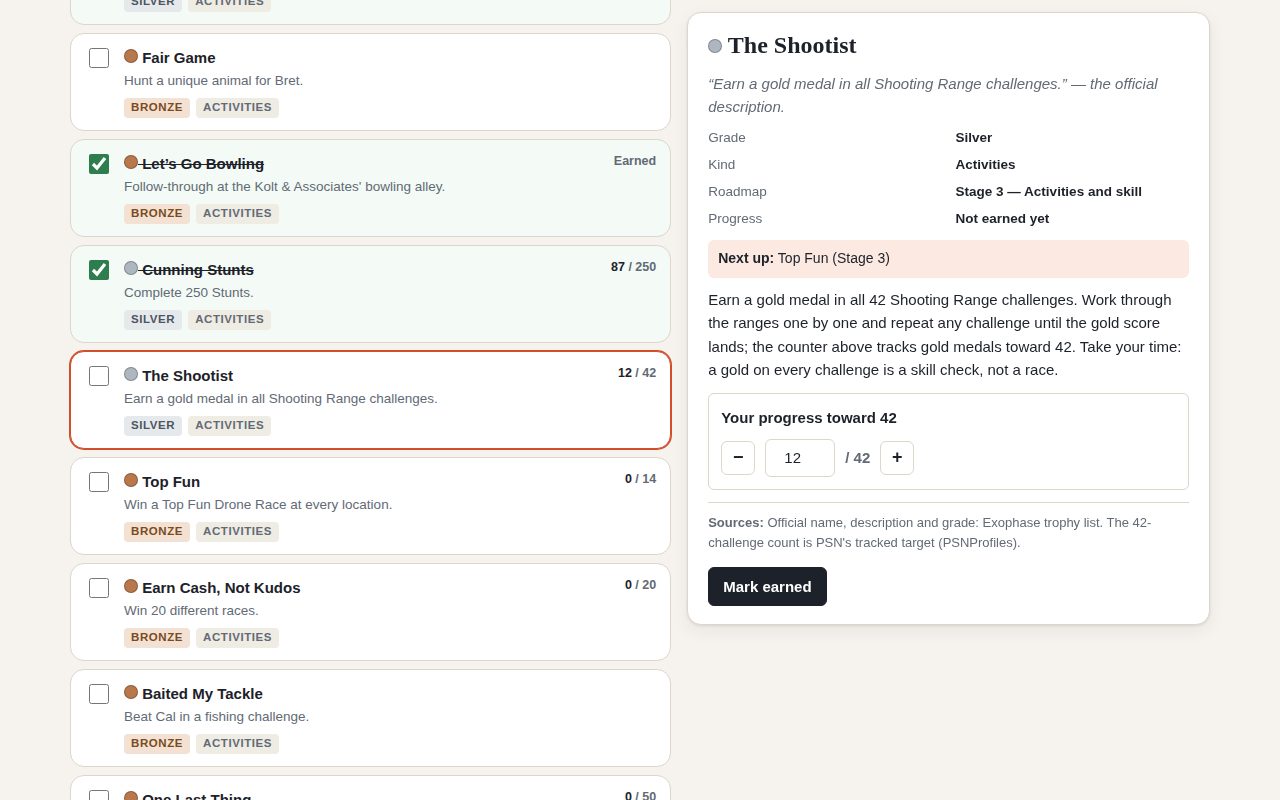 SILVER ACTIVITIES
Fair Game
Hunt a unique animal for Bret.
BRONZE ACTIVITIES
Let's Go Bowling
Earned
Follow-through at the Kolt & Associates' bowling alley.
BRONZE ACTIVITIES
Cunning Stunts
87 / 250
Complete 250 Stunts.
SILVER ACTIVITIES
The Shootist
12 / 42
Earn a gold medal in all Shooting Range challenges.
SILVER ACTIVITIES
Top Fun
0 / 14
Win a Top Fun Drone Race at every location.
BRONZE ACTIVITIES
Earn Cash, Not Kudos
0 / 20
Win 20 different races.
BRONZE ACTIVITIES
Baited My Tackle
Beat Cal in a fishing challenge.
BRONZE ACTIVITIES
One Last Thing
0 / 50
The Shootist
“Earn a gold medal in all Shooting Range challenges.” — the official
description.
Grade Silver
Kind Activities
Roadmap Stage 3 — Activities and skill
Progress Not earned yet
Next up: Top Fun (Stage 3)
Earn a gold medal in all 42 Shooting Range challenges. Work through
the ranges one by one and repeat any challenge until the gold score
lands; the counter above tracks gold medals toward 42. Take your time:
a gold on every challenge is a skill check, not a race.
Your progress toward 42
− 12 / 42 +
Sources: Official name, description and grade: Exophase trophy list. The 42-
challenge count is PSN's tracked target (PSNProfiles).
Mark earned